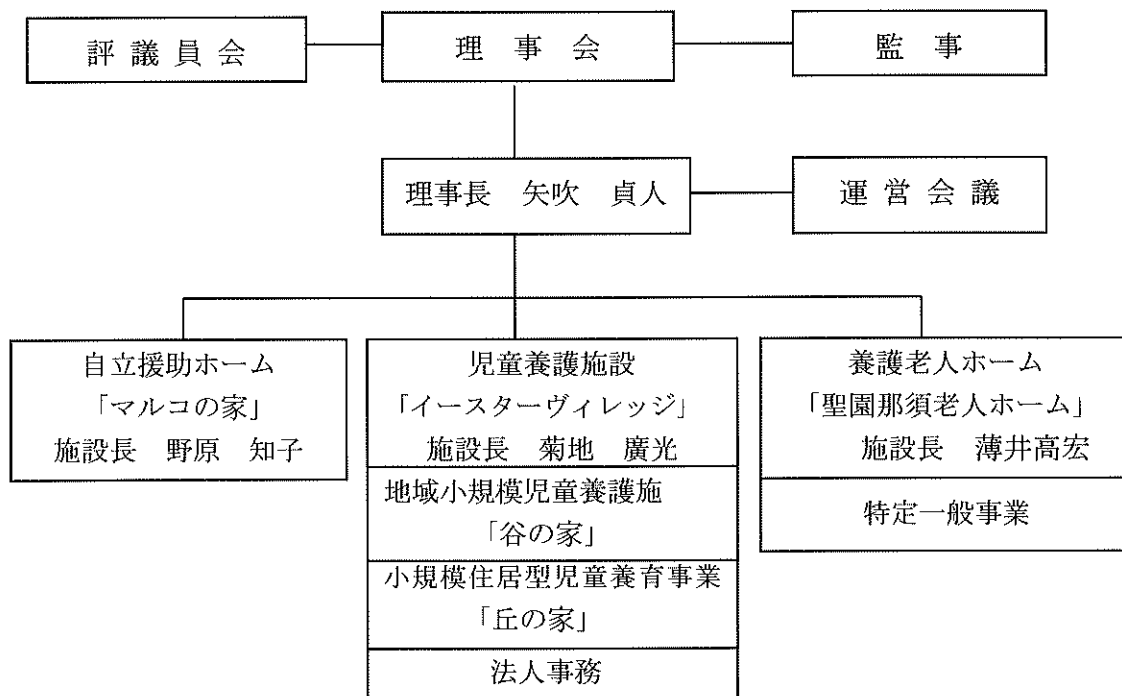 評議員会
理事会
監事
理事長　矢吹　貞人
運営会議
自立援助ホーム
「マルコの家」
施設長　野原　知子
児童養護施設
「イースターヴィレッジ」
施設長　菊地　廣光
地域小規模児童養護施
「谷の家」
小規模住居型児童養育事業
「丘の家」
法人事務
養護老人ホーム
「聖園那須老人ホーム」
施設長　薄井高宏
特定一般事業